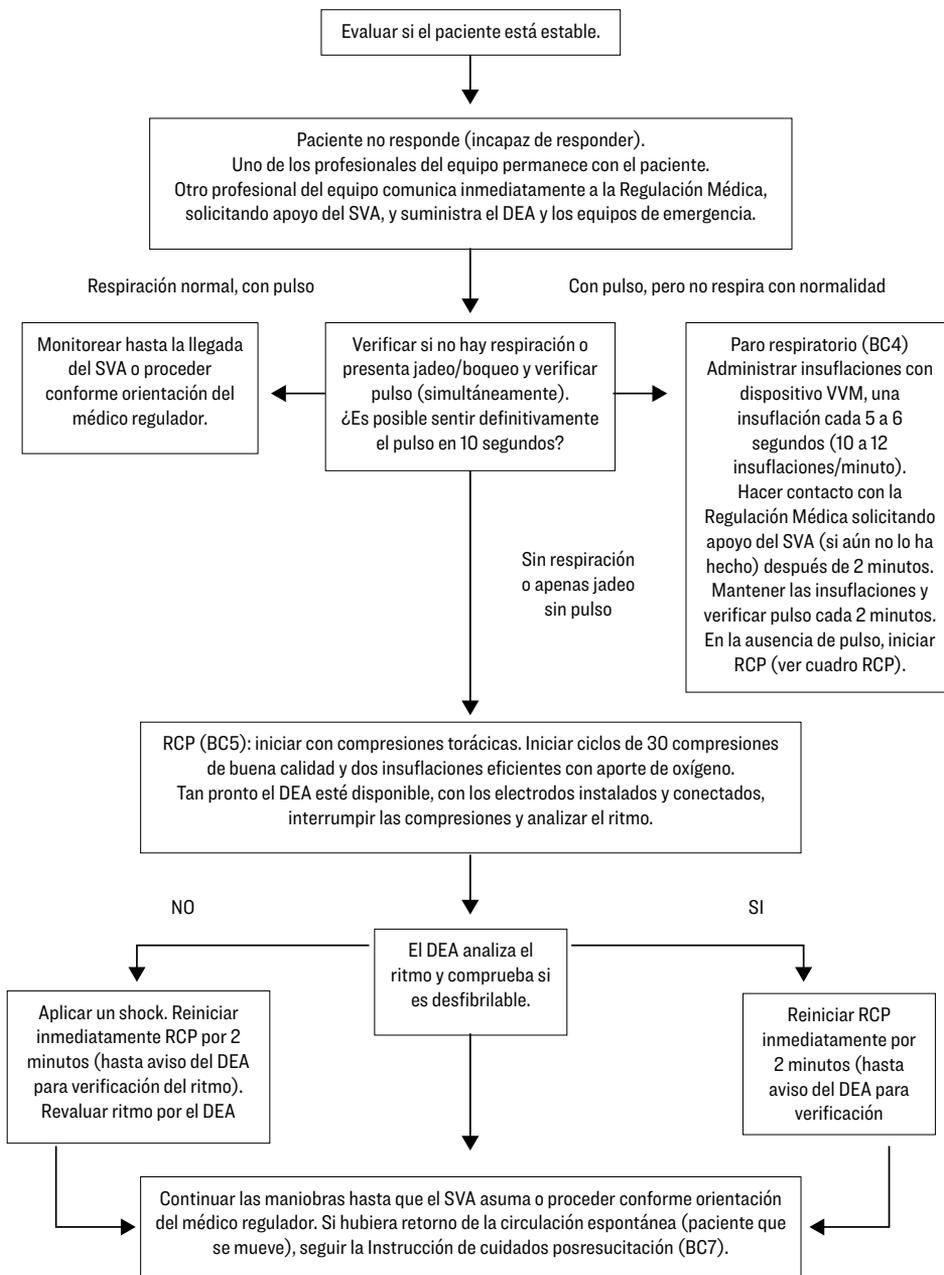 Evaluar si el paciente está estable.
Paciente no responde (incapaz de responder).
Uno de los profesionales del equipo permanece con el paciente.
Otro profesional del equipo comunica inmediatamente a la Regulación Médica,
solicitando apoyo del SVA, y suministra el DEA y los equipos de emergencia.
Respiración normal, con pulso
Con pulso, pero no respira con normalidad
Monitorear hasta la llegada
del SVA o proceder
conforme orientación del
médico regulador.
Verificar si no hay respiración o
presenta jadeo/boqueo y verificar
pulso (simultáneamente).
¿Es posible sentir definitivamente
el pulso en 10 segundos?
Paro respiratorio (BC4)
Administrar insuflaciones con
dispositivo VVM, una
insuflación cada 5 a 6
segundos (10 a 12
insuflaciones/minuto).
Hacer contacto con la
Regulación Médica solicitando
apoyo del SVA (si aún no lo ha
hecho) después de 2 minutos.
Mantener las insuflaciones y
verificar pulso cada 2 minutos.
En la ausencia de pulso, iniciar
RCP (ver cuadro RCP).
Sin respiración
o apenas jadeo
sin pulso
RCP (BC5): iniciar con compresiones torácicas. Iniciar ciclos de 30 compresiones
de buena calidad y dos insuflaciones eficientes con aporte de oxígeno.
Tan pronto el DEA esté disponible, con los electrodos instalados y conectados,
interrumpir las compresiones y analizar el ritmo.
NO
SI
El DEA analiza el
ritmo y comprueba si
es desfibrilable.
Aplicar un shock. Reiniciar
inmediatamente RCP por 2
minutos (hasta aviso del DEA
para verificación del ritmo).
Revaluar ritmo por el DEA
Reiniciar RCP
inmediatamente por
2 minutos (hasta
aviso del DEA para
verificación
Continuar las maniobras hasta que el SVA asuma o proceder conforme orientación
del médico regulador. Si hubiera retorno de la circulación espontánea (paciente que
se mueve), seguir la Instrucción de cuidados posresucitación (BC7).